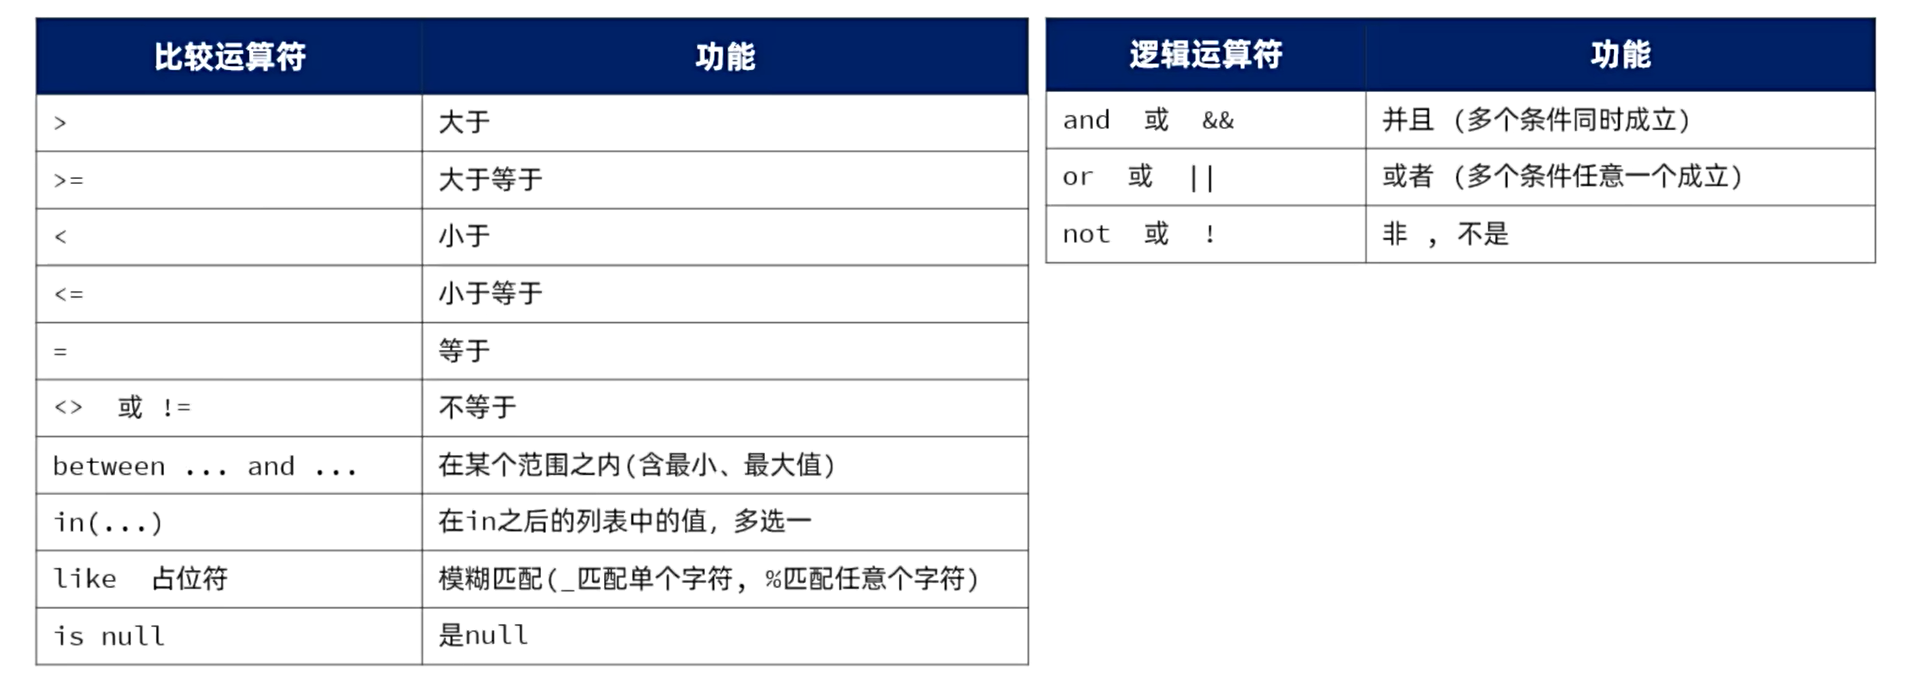 比较运算符 功能
> 大于
>= 大于等于
< 小于
<= 小于等于
= 等于
<> 或 != 不等于
between ... and ... 在某个范围之内(含最小、最大值)
in(...) 在in之后的列表中的值，多选一
like 占位符 模糊匹配(_匹配单个字符, %匹配任意个字符)
is null 是null
逻辑运算符 功能
and 或 && 并且 (多个条件同时成立)
or 或 || 或者 (多个条件任意一个成立)
not 或 ! 非 , 不是